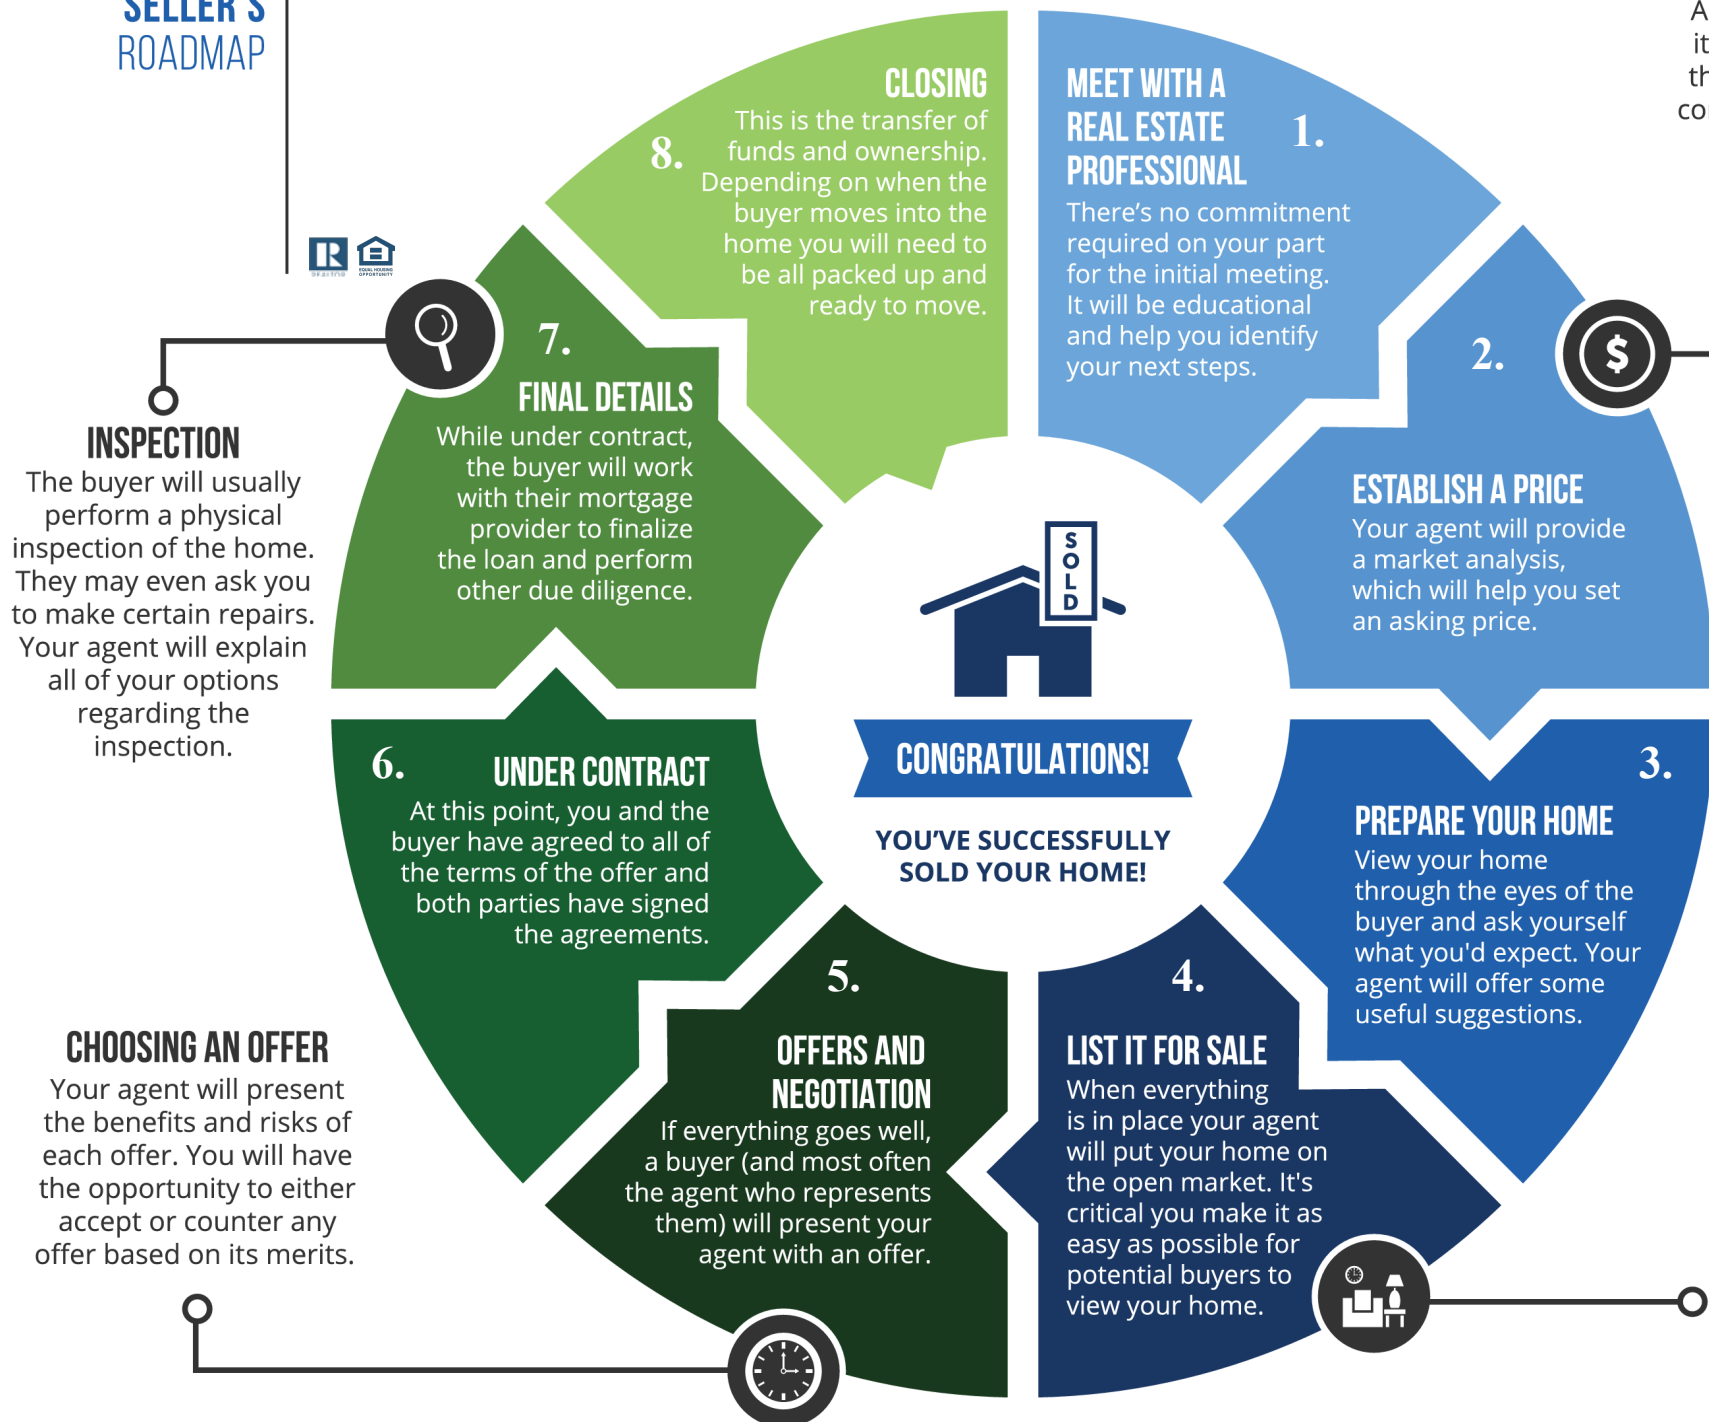 SELLER'S
ROADMAP
REALTOR
EQUAL HOUSING
OPPORTUNITY
1.
MEET WITH A
REAL ESTATE
PROFESSIONAL
There’s no commitment
required on your part
for the initial meeting.
It will be educational
and help you identify
your next steps.
2.
$
ESTABLISH A PRICE
Your agent will provide
a market analysis,
which will help you set
an asking price.
3.
PREPARE YOUR HOME
View your home
through the eyes of the
buyer and ask yourself
what you'd expect. Your
agent will offer some
useful suggestions.
4.
LIST IT FOR SALE
When everything
is in place your agent
will put your home on
the open market. It's
critical you make it as
easy as possible for
potential buyers to
view your home.
5.
OFFERS AND
NEGOTIATION
If everything goes well,
a buyer (and most often
the agent who represents
them) will present your
agent with an offer.
CHOOSING AN OFFER
Your agent will present
the benefits and risks of
each offer. You will have
the opportunity to either
accept or counter any
offer based on its merits.
6.
UNDER CONTRACT
At this point, you and the
buyer have agreed to all of
the terms of the offer and
both parties have signed
the agreements.
7.
FINAL DETAILS
While under contract,
the buyer will work
with their mortgage
provider to finalize
the loan and perform
other due diligence.
INSPECTION
The buyer will usually
perform a physical
inspection of the home.
They may even ask you
to make certain repairs.
Your agent will explain
all of your options
regarding the
inspection.
8.
CLOSING
This is the transfer of
funds and ownership.
Depending on when the
buyer moves into the
home you will need to
be all packed up and
ready to move.
SOLD
CONGRATULATIONS!
YOU’VE SUCCESSFULLY
SOLD YOUR HOME!